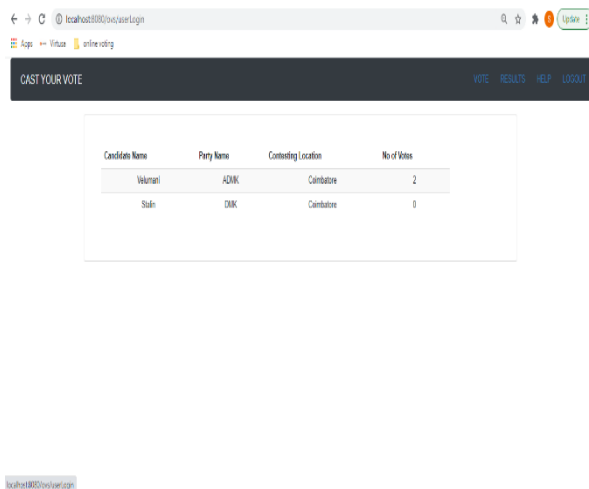 localhost:8080/ovs/userLogin
Update
Apps Virtusa online voting
CAST YOUR VOTE VOTE RESULTS HELP LOGOUT
Candidate Name Party Name Contesting Location No of Votes
Velumani ADMK Coimbatore 2
Stalin DMK Coimbatore 0
localhost:8080/ovs/userLogin